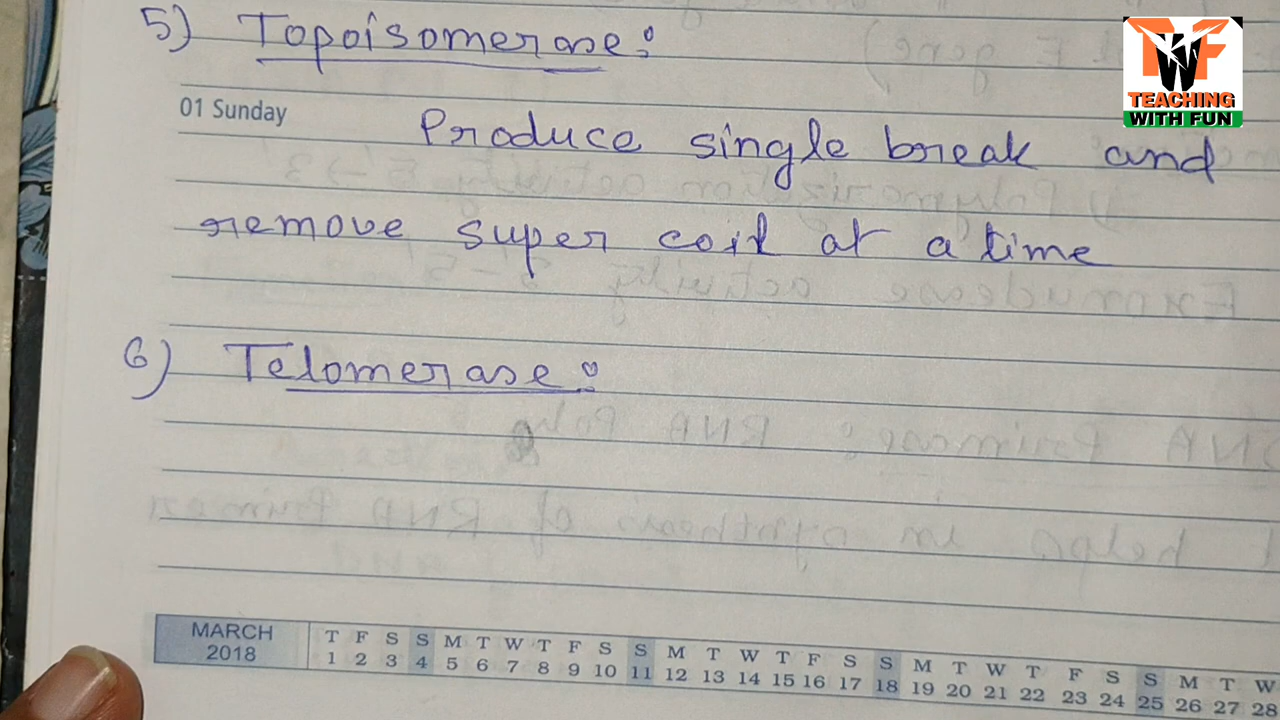 5) Topoisomerase:
TWF
TEACHING
WITH FUN
01 Sunday
Produce single break and
remove super coil at a time
6) Telomerase:
MARCH
2018
T F S S M T W T F S S M T W T F S S M T W T F S S M T W
1 2 3 4 5 6 7 8 9 10 11 12 13 14 15 16 17 18 19 20 21 22 23 24 25 26 27 28